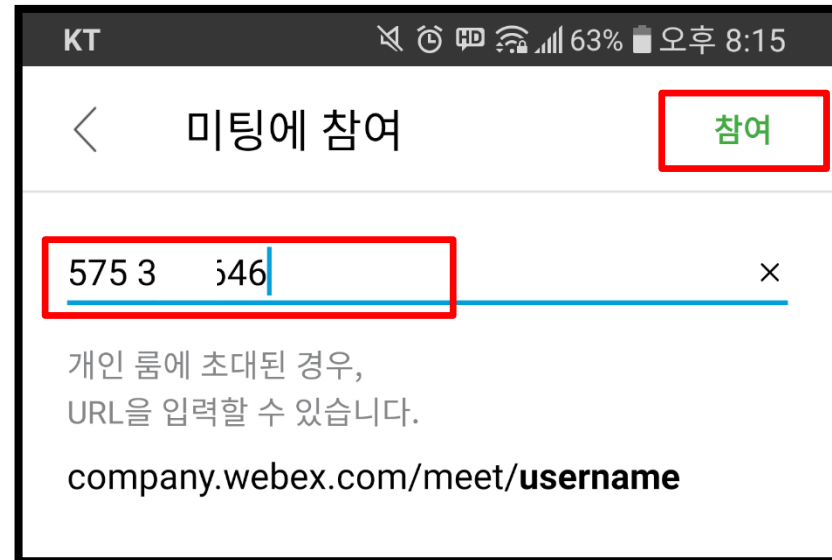 KT 63% 오후 8:15
미팅에 참여 참여
575 3 646
개인 룸에 초대된 경우,
URL을 입력할 수 있습니다.
company.webex.com/meet/username